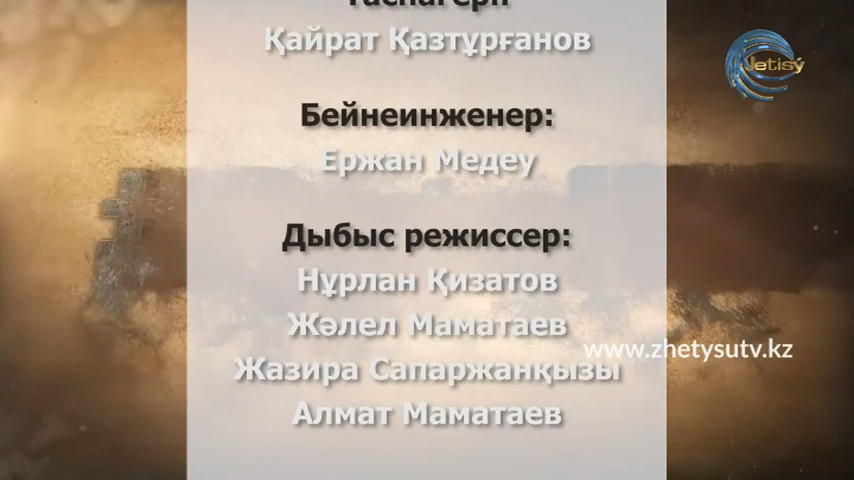 Таспагері
Қайрат Қазтұрғанов
Jetisý
Бейнеинженер:
Ержан Медеу
Дыбыс режиссер:
Нұрлан Қизатов
Жәлел Маматаев
www.zhetysutv.kz
Жазира Сапаржанқызы
Алмат Маматаев